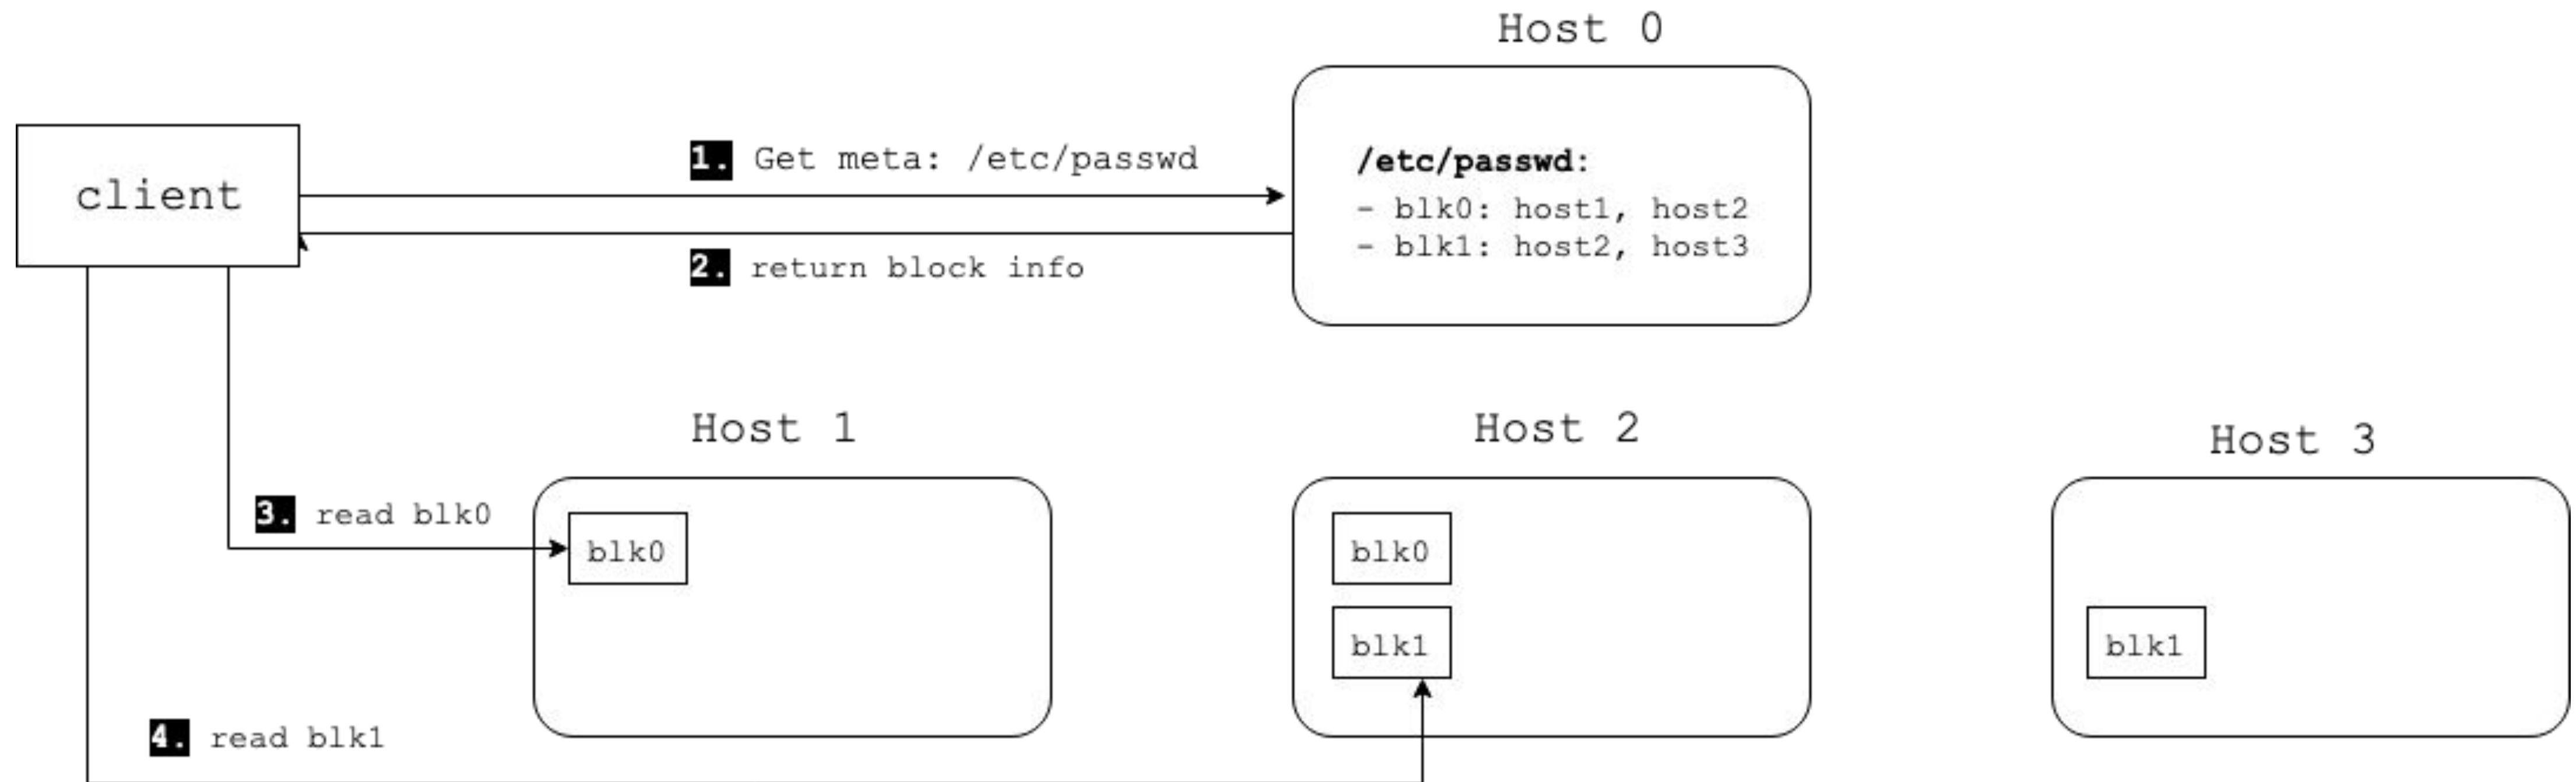 Host 0
client
1. Get meta: /etc/passwd
/etc/passwd:
- blk0: host1, host2
- blk1: host2, host3
2. return block info
Host 1
Host 2
Host 3
3. read blk0
blk0
blk0
blk1
blk1
4. read blk1